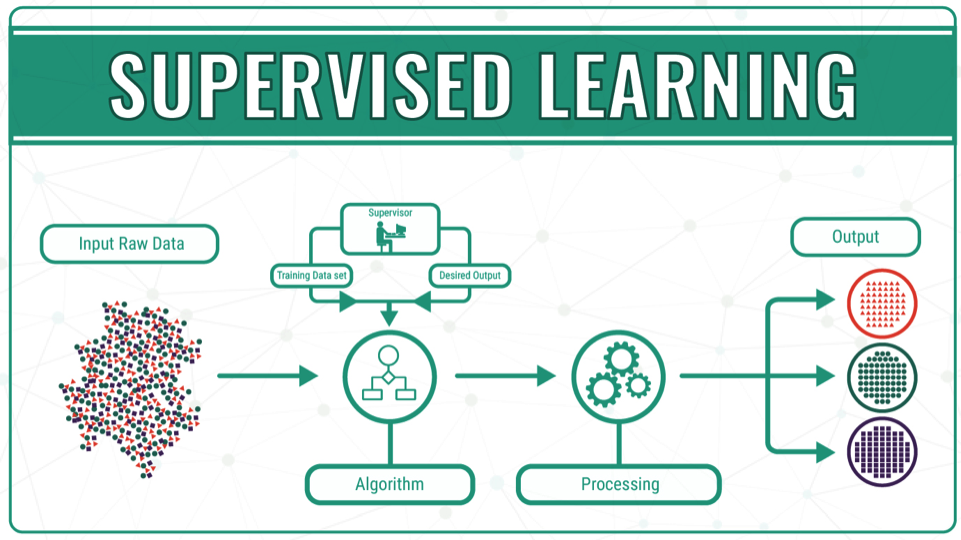 SUPERVISED LEARNING
Input Raw Data
Supervisor
Training Data set
Desired Output
Algorithm
Processing
Output